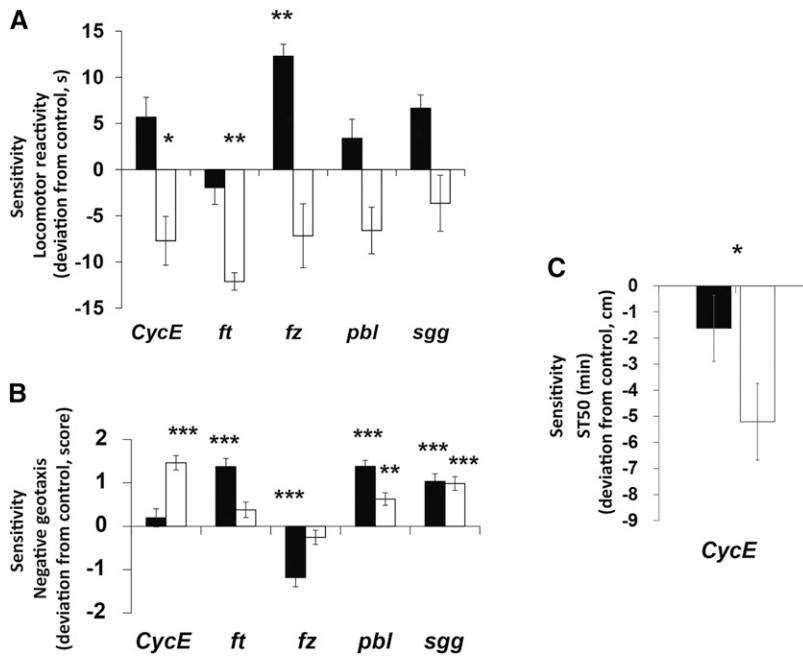 A
Sensitivity
Locomotor reactivity
(deviation from control, s)
15
10
5
0
-5
-10
-15
*
**
**
CycE ft fz pbl sgg
B
Sensitivity
Negative geotaxis
(deviation from control, score)
2
1
0
-1
-2
***
***
***
***
**
***
***
CycE ft fz pbl sgg
C
Sensitivity
ST50 (min)
(deviation from control, cm)
*
0
-1
-2
-3
-4
-5
-6
-7
-8
-9
CycE